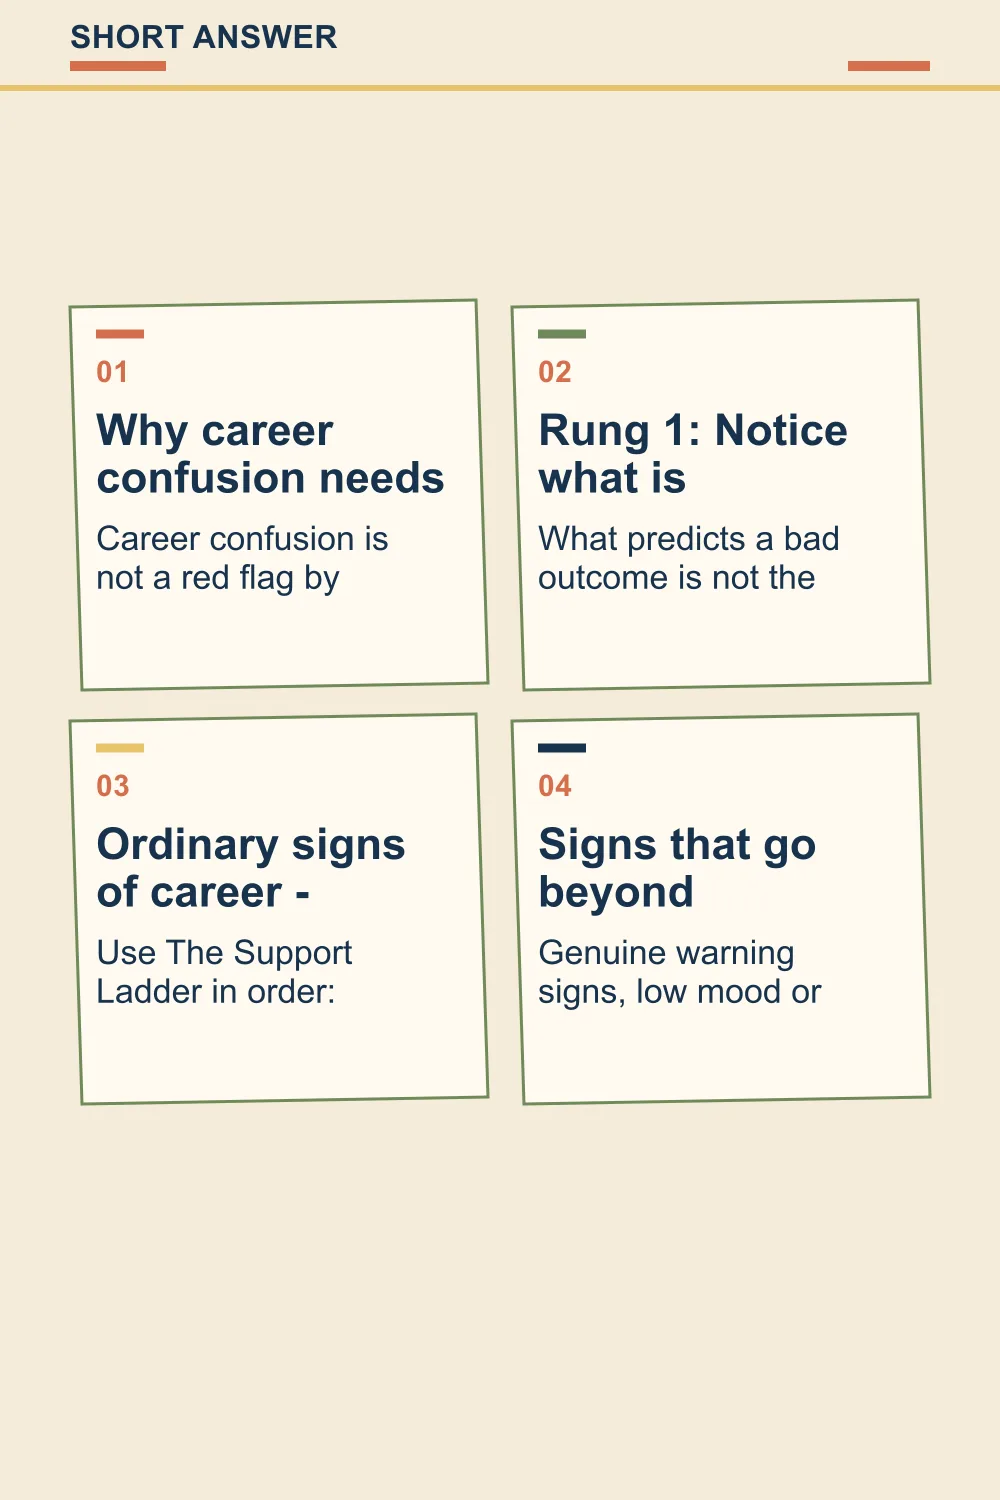 SHORT ANSWER
01
Why career
confusion needs
Career confusion is
not a red flag by
02
Rung 1: Notice
what is
What predicts a bad
outcome is not the
03
Ordinary signs
of career -
Use The Support
Ladder in order:
04
Signs that go
beyond
Genuine warning
signs, low mood or